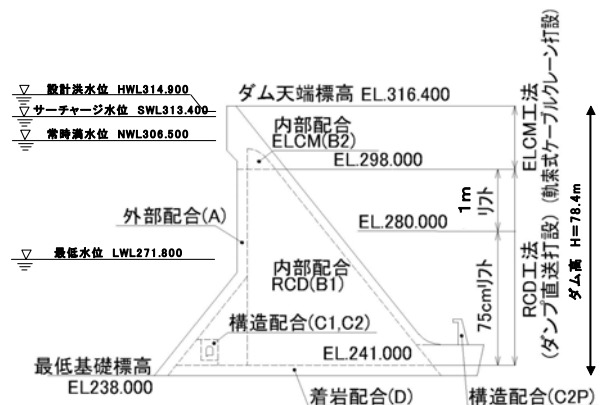 設計洪水位 HWL314.900
サーチャージ水位 SWL313.400
常時満水位 NWL306.500
ダム天端標高 EL.316.400
内部配合
ELCM(B2)
EL.298.000
外部配合(A)
EL.280.000
最低水位 LWL271.800
内部配合
RCD(B1)
構造配合(C1,C2)
最低基礎標高
EL238.000
EL.241.000
着岩配合(D)
構造配合(C2P)
1m
リフト
75cmリフト
ELCM工法
(軌索式ケーブルクレーン打設)
RCD工法
(ダンプ直送打設)
ダム高 H=78.4m